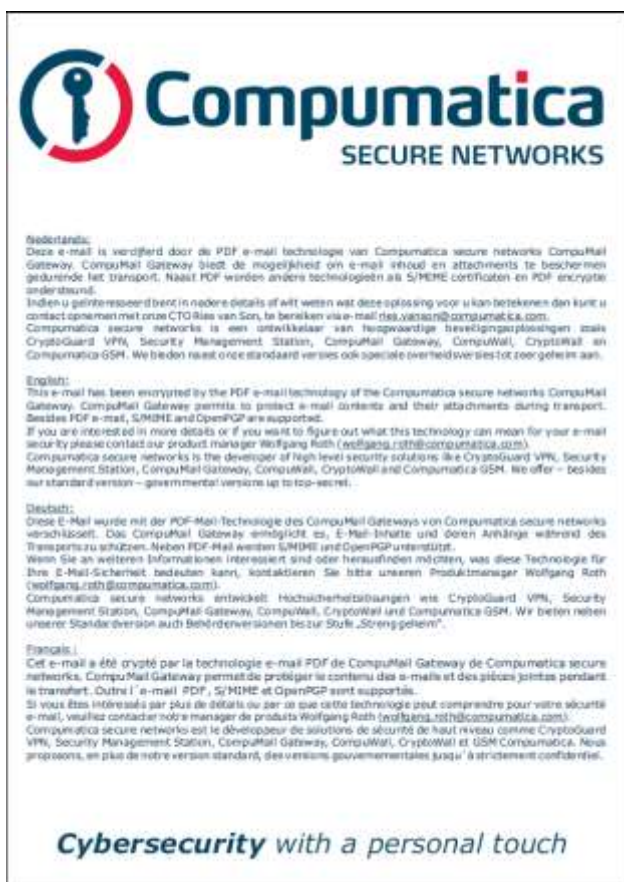 Compumatica
SECURE NETWORKS
Nederlands:
Deze e-mail is vercijferd door de PDF e-mail technologie van Compumatica secure networks CompuMail
Gateway. CompuMail Gateway biedt de mogelijkheid om e-mail inhoud en attachments te beschermen
gedurende het transport. Naast PDF worden andere technologieën als S/MIME certificaten en PDF encryptie
ondersteund.
Indien u geïnteresseerd bent in nadere details of wilt weten wat deze oplossing voor u kan betekenen dan kunt u
contact opnemen met onze CTO Ries van Son, te bereiken via e-mail ries.vanson@compumatica.com.
Compumatica secure networks is een ontwikkelaar van hoogwaardige beveiligingsoplossingen zoals
CryptoGuard VPN, Security Management Station, CompuMail Gateway, CompuWall, CryptoWall en
Compumatica GSM. We bieden naast onze standaard versies ook speciale overheidsversies tot zeer geheim aan.
English:
This e-mail has been encrypted by the PDF e-mail technology of the Compumatica secure networks CompuMail
Gateway. CompuMail Gateway permits to protect e-mail contents and their attachments during transport.
Besides PDF e-mail, S/MIME and OpenPGP are supported.
If you are interested in more details or if you want to figure out what this technology can mean for your e-mail
security please contact our product manager Wolfgang Roth (wolfgang.roth@compumatica.com).
Compumatica secure networks is the developer of high level security solutions like CryptoGuard VPN, Security
Management Station, CompuMail Gateway, CompuWall, CryptoWall and Compumatica GSM. We offer – besides
our standard version – governmental versions up to top-secret.
Deutsch:
Diese E-Mail wurde mit der PDF-Mail-Technologie des CompuMail Gateways von Compumatica secure networks
verschlüsselt. Das CompuMail Gateway ermöglicht es, E-Mail-Inhalte und deren Anhänge während des
Transports zu schützen. Neben PDF-Mail werden S/MIME und OpenPGP unterstützt.
Wenn Sie an weiteren Informationen interessiert sind oder herausfinden möchten, was diese Technologie für
Ihre E-Mail-Sicherheit bedeuten kann, kontaktieren Sie bitte unseren Produktmanager Wolfgang Roth
(wolfgang.roth@compumatica.com).
Compumatica secure networks entwickelt Hochsicherheitslösungen wie CryptoGuard VPN, Security
Management Station, CompuMail Gateway, CompuWall, CryptoWall und Compumatica GSM. Wir bieten neben
unserer Standardversion auch Behördenversionen bis zur Stufe „Streng geheim".
Français :
Cet e-mail a été crypté par la technologie e-mail PDF de CompuMail Gateway de Compumatica secure
networks. CompuMail Gateway permet de protéger le contenu des e-mails et des pièces jointes pendant
le transfert. Outre l´e-mail PDF, S/MIME et OpenPGP sont supportés.
Si vous êtes intéressés par plus de détails ou par ce que cette technologie peut comprendre pour votre sécurité
e-mail, veuillez contacter notre manager de produits Wolfgang Roth (wolfgang.roth@compumatica.com).
Compumatica secure networks est le développeur de solutions de sécurité de haut niveau comme CryptoGuard
VPN, Security Management Station, CompuMail Gateway, CompuWall, CryptoWall et GSM Compumatica. Nous
proposons, en plus de notre version standard, des versions gouvernementales jusqu´à strictement confidentiel.
Cybersecurity with a personal touch